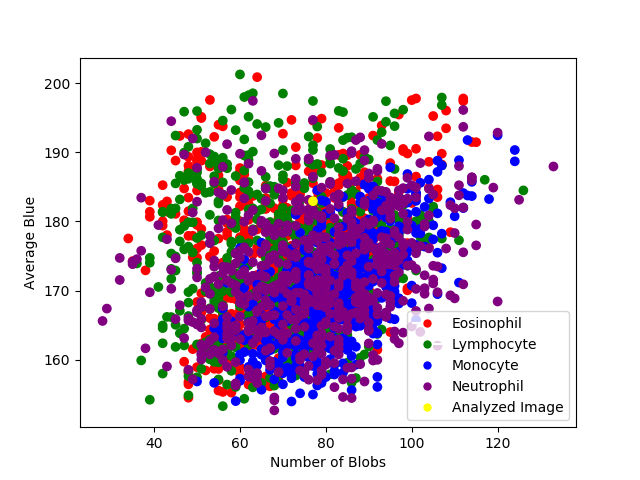 200
190
180
170
160
Average Blue
40 60 80 100 120
Number of Blobs
Eosinophil
Lymphocyte
Monocyte
Neutrophil
Analyzed Image